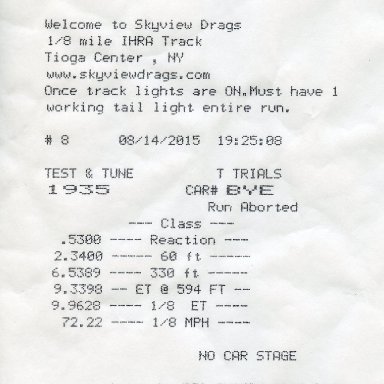 Welcome to Skyview Drags
1/8 mile IHRA Track
Tioga Center , NY
www.skyviewdrags.com
Once track lights are ON.Must have 1
working tail light entire run.
# 8 08/14/2015 19:25:08
TEST & TUNE T TRIALS
1935 CAR# BYE
Run Aborted
--- Class ---
.5300 ---- Reaction ---
2.3400 ----- 60 ft -----
6.5389 ---- 330 ft -----
9.3398 -- ET @ 594 FT --
9.9628 ---- 1/8 ET ----
72.22 ---- 1/8 MPH ----
NO CAR STAGE